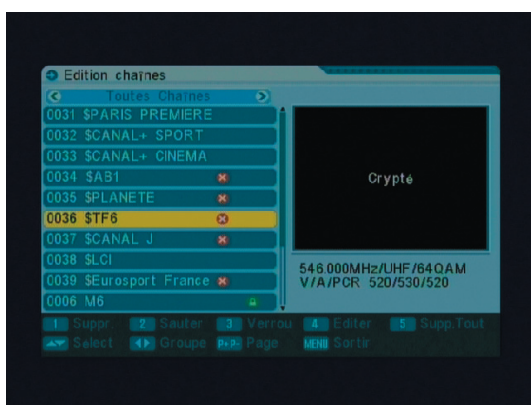 Edition chaînes
Toutes Chaînes
0031 $PARIS PREMIERE
0032 $CANAL+ SPORT
0033 $CANAL+ CINEMA
0034 $AB1
0035 $PLANETE
0036 $TF6
0037 $CANAL J
0038 $LCI
0039 $Eurosport France
0006 M6
Crypté
546.000MHz/UHF/64QAM
V/A/PCR 520/530/520
1 Suppr. 2 Sauter 3 Verrou 4 Editer 5 Supp.Tout
Select Groupe P+P- Page MENU Sortir